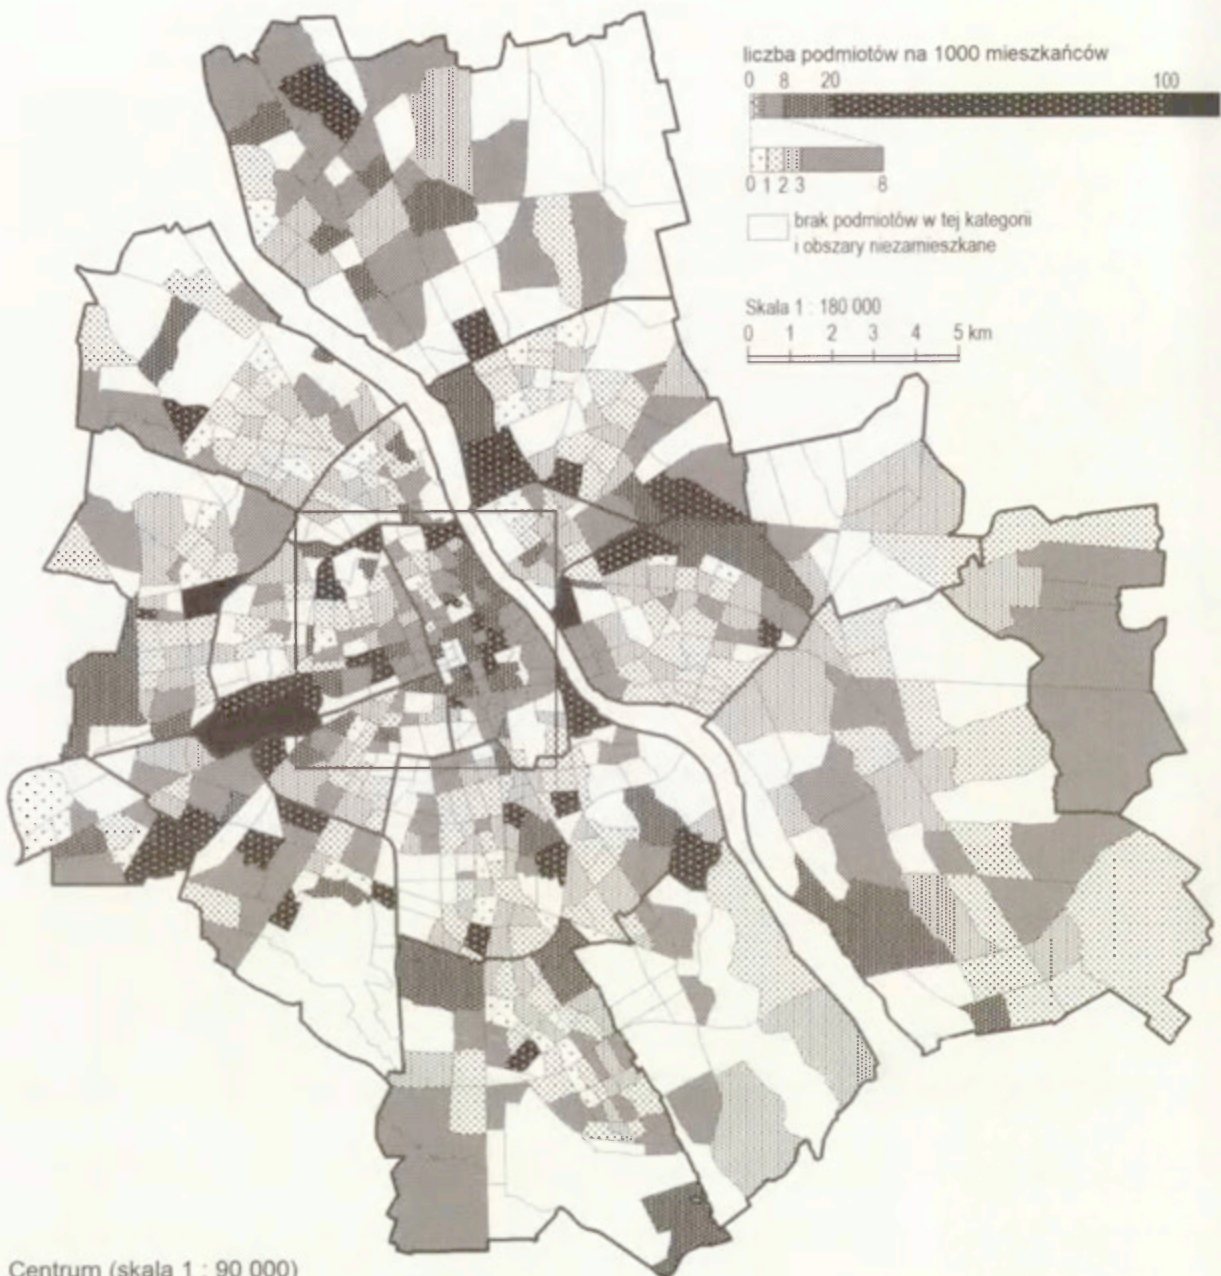 liczba podmiotów na 1000 mieszkańców
0 8 20 100
0 1 2 3 8
brak podmiotów w tej kategorii
i obszary niezamieszkane
Skala 1 : 180 000
0 1 2 3 4 5 km
Centrum (skala 1 : 90 000)